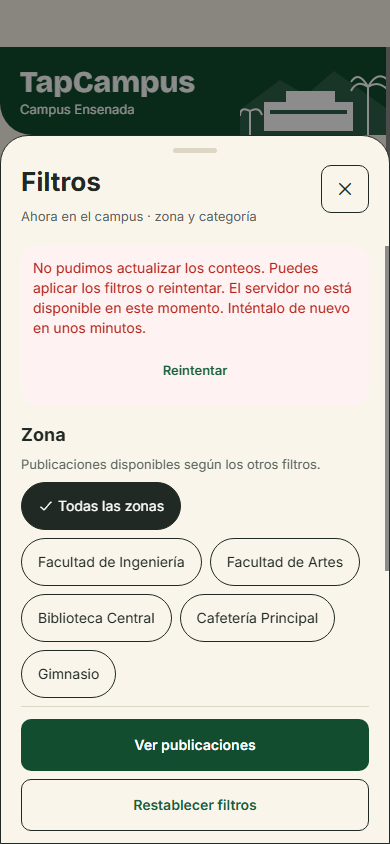 TapCampus
Campus Ensenada
Filtros
Ahora en el campus · zona y categoría
No pudimos actualizar los conteos. Puedes
aplicar los filtros o reintentar. El servidor no está
disponible en este momento. Inténtalo de nuevo
en unos minutos.
Reintentar
Zona
Publicaciones disponibles según los otros filtros.
Todas las zonas
Facultad de Ingeniería
Facultad de Artes
Biblioteca Central
Cafetería Principal
Gimnasio
Ver publicaciones
Restablecer filtros